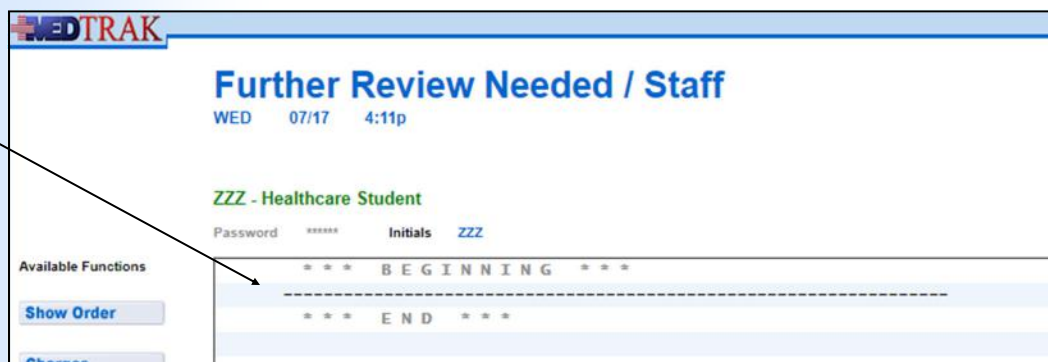 MEDTRAK
Further Review Needed / Staff
WED 07/17 4:11p
ZZZ - Healthcare Student
Password ****** Initials ZZZ
Available Functions
* * * B E G I N N I N G * * *
--------------------------------------------------------------------
Show Order
* * * E N D * * *
Charges